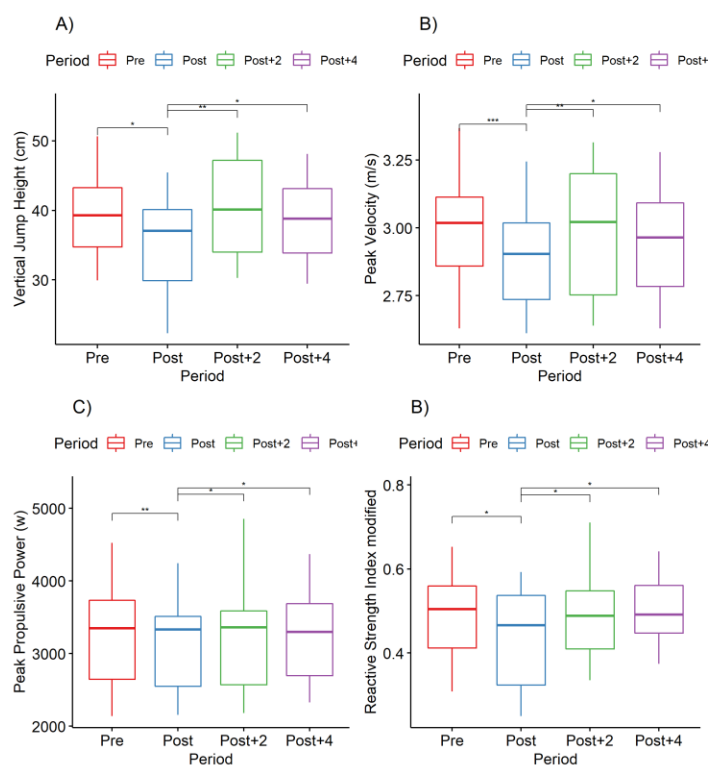 A)
Period Pre Post Post+2 Post+4
Vertical Jump Height (cm)
50
40
30
* ** *
Pre Post Post+2 Post+4
Period
B)
Period Pre Post Post+2 Post+
Peak Velocity (m/s)
3.25
3.00
2.75
*** ** *
Pre Post Post+2 Post+4
Period
C)
Period Pre Post Post+2 Post+
Peak Propulsive Power (w)
5000
4000
3000
2000
** * *
Pre Post Post+2 Post+4
Period
B)
Period Pre Post Post+2 Post+4
Reactive Strength Index modified
0.8
0.6
0.4
* * *
Pre Post Post+2 Post+4
Period